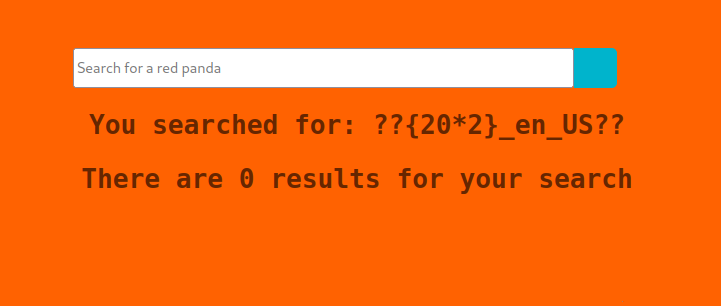 Search for a red panda
You searched for: ??{20*2}_en_US??
There are 0 results for your search